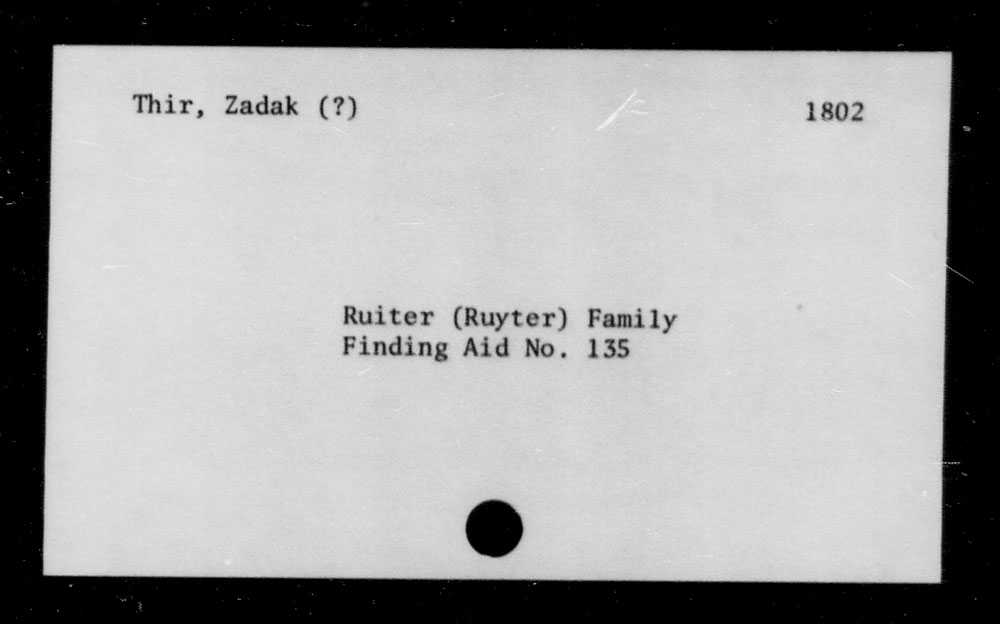 Thir, Zadak (?) 1802
Ruiter (Ruyter) Family
Finding Aid No. 135